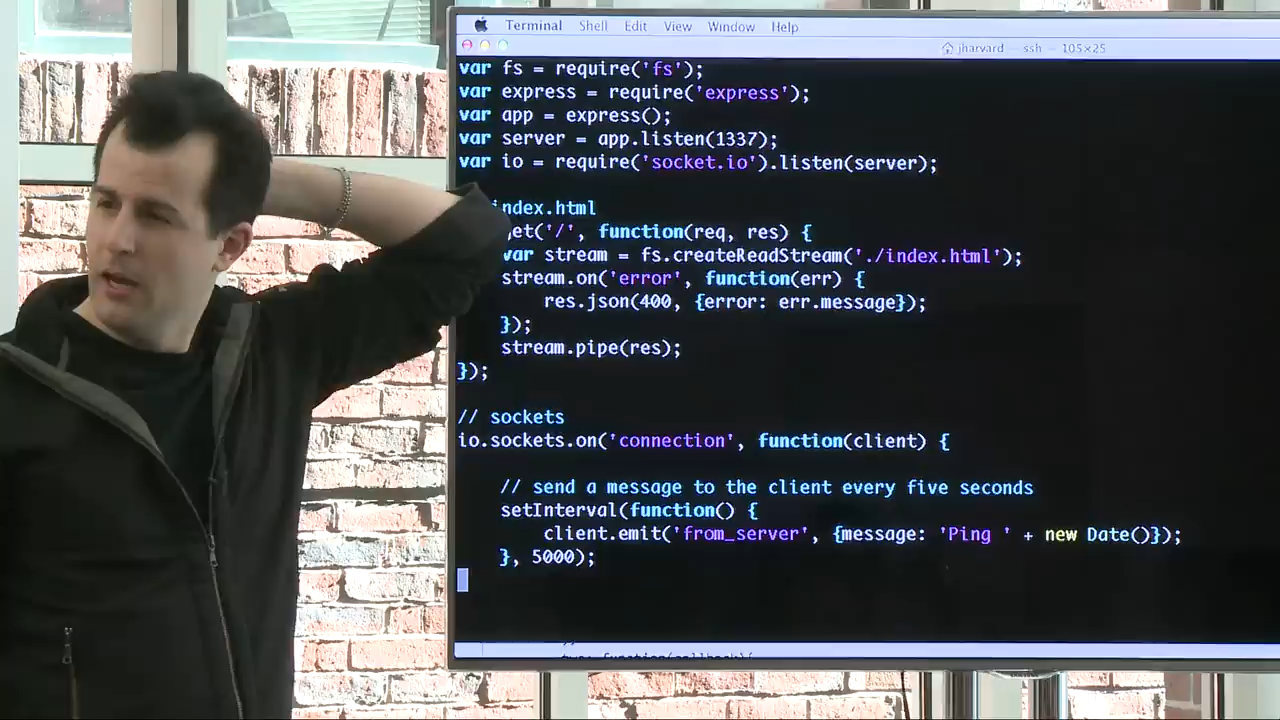 Terminal Shell Edit View Window Help
jharvard — ssh — 105×25
var fs = require('fs');
var express = require('express');
var app = express();
var server = app.listen(1337);
var io = require('socket.io').listen(server);
index.html
get('/', function(req, res) {
var stream = fs.createReadStream('./index.html');
stream.on('error', function(err) {
res.json(400, {error: err.message});
});
stream.pipe(res);
});
// sockets
io.sockets.on('connection', function(client) {
// send a message to the client every five seconds
setInterval(function() {
client.emit('from_server', {message: 'Ping ' + new Date()});
}, 5000);